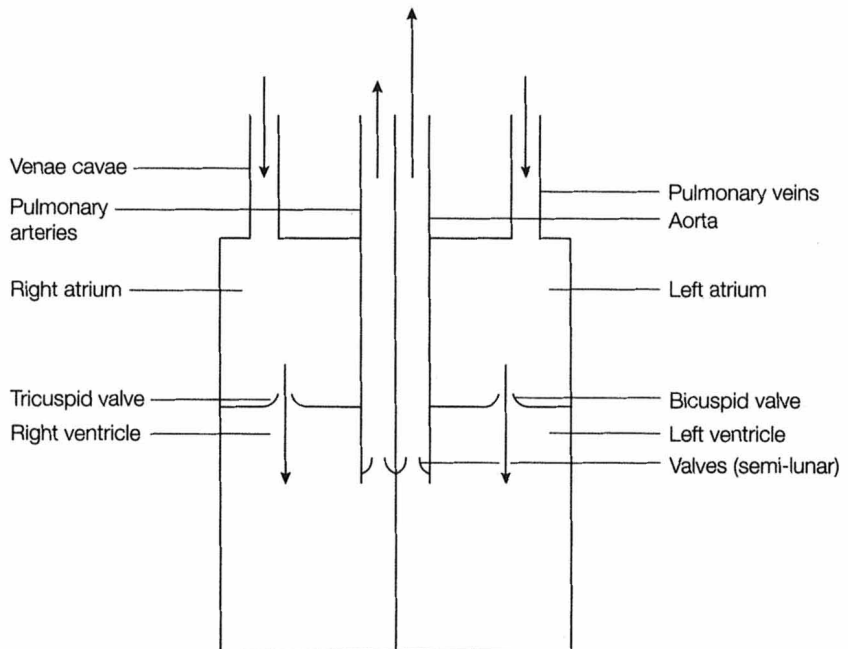 Venae cavae
Pulmonary
arteries
Right atrium
Tricuspid valve
Right ventricle
Pulmonary veins
Aorta
Left atrium
Bicuspid valve
Left ventricle
Valves (semi-lunar)